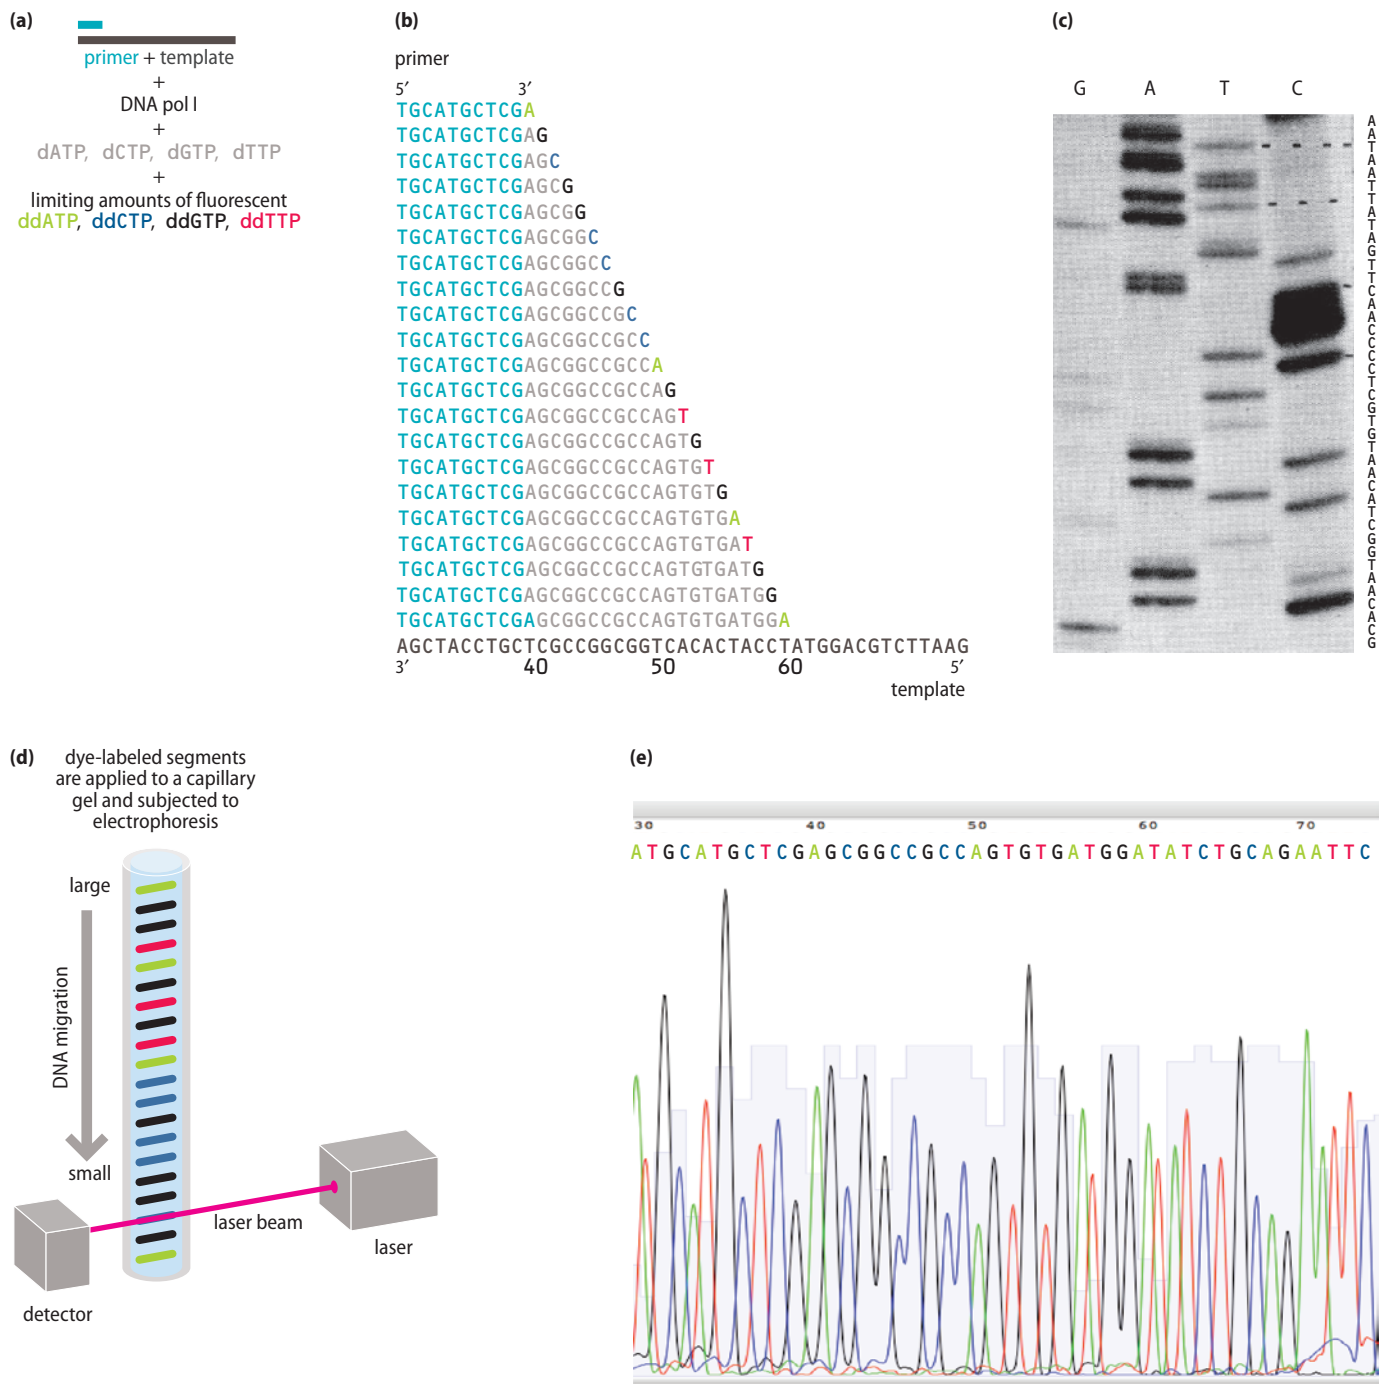 (a)
primer + template
+
DNA pol I
+
dATP, dCTP, dGTP, dTTP
+
limiting amounts of fluorescent
ddATP, ddCTP, ddGTP, ddTTP
(b)
primer
5′ 3′
TGCATGCTCGA
TGCATGCTCGAG
TGCATGCTCGAGC
TGCATGCTCGAGCG
TGCATGCTCGAGCGG
TGCATGCTCGAGCGGC
TGCATGCTCGAGCGGCC
TGCATGCTCGAGCGGCCG
TGCATGCTCGAGCGGCCGC
TGCATGCTCGAGCGGCCGCC
TGCATGCTCGAGCGGCCGCCA
TGCATGCTCGAGCGGCCGCCAG
TGCATGCTCGAGCGGCCGCCAGT
TGCATGCTCGAGCGGCCGCCAGTG
TGCATGCTCGAGCGGCCGCCAGTGT
TGCATGCTCGAGCGGCCGCCAGTGTG
TGCATGCTCGAGCGGCCGCCAGTGTGA
TGCATGCTCGAGCGGCCGCCAGTGTGAT
TGCATGCTCGAGCGGCCGCCAGTGTGATG
TGCATGCTCGAGCGGCCGCCAGTGTGATGG
TGCATGCTCGAGCGGCCGCCAGTGTGATGGA
AGCTACCTGCTCGCCGGCGGTCACACTACCTATGGACGTCTTAAG
3′ 40 50 60 5′
template
(c)
G A T C
A
A
T
A
A
T
T
A
T
A
G
T
T
C
A
A
C
C
C
C
T
C
G
T
G
T
A
A
C
A
T
C
G
G
T
A
A
C
A
C
G
(d)
dye-labeled segments
are applied to a capillary
gel and subjected to
electrophoresis
large
DNA migration
small
laser beam
laser
detector
(e)
30 40 50 60 70
ATGCATGCTCGAGCGGCCGCCAGTGTGATGGATATCTGCAGAATTC